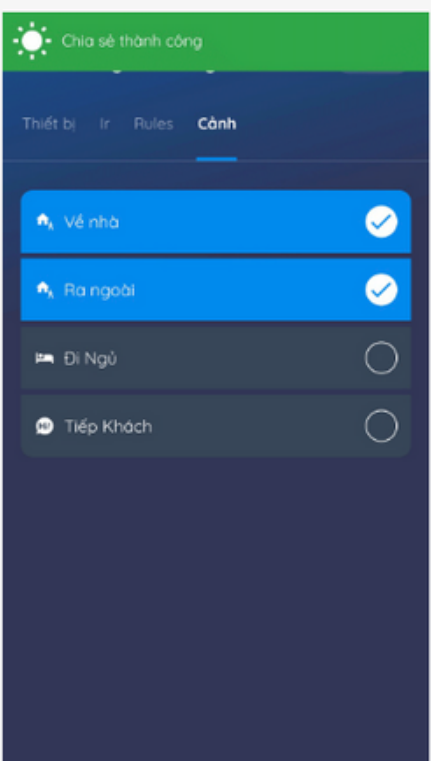 Chia sẻ thành công
Thiết bị Ir Rules Cảnh
Về nhà
Ra ngoài
Đi Ngủ
Tiếp Khách